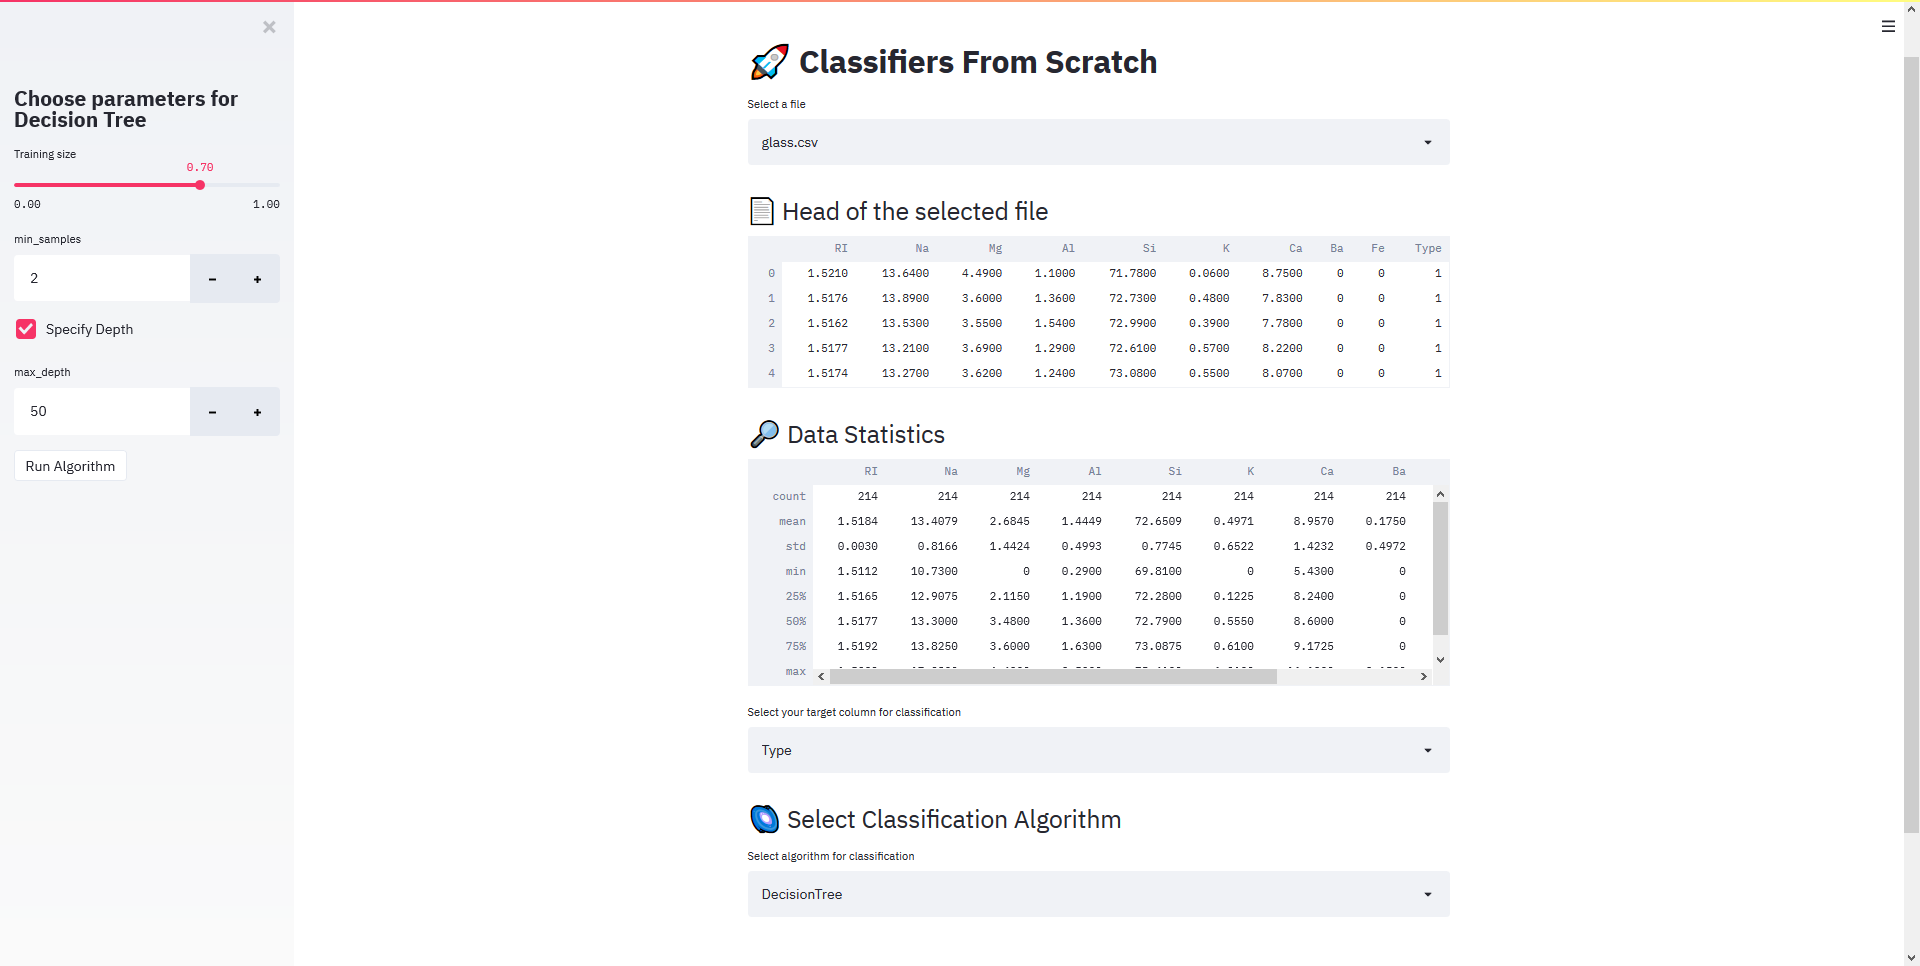 Choose parameters for
Decision Tree
Training size
0.70
0.00 1.00
min_samples
2
Specify Depth
max_depth
50
Run Algorithm
Classifiers From Scratch
Select a file
glass.csv
Head of the selected file
RI Na Mg Al Si K Ca Ba Fe Type
0 1.5210 13.6400 4.4900 1.1000 71.7800 0.0600 8.7500 0 0 1
1 1.5176 13.8900 3.6000 1.3600 72.7300 0.4800 7.8300 0 0 1
2 1.5162 13.5300 3.5500 1.5400 72.9900 0.3900 7.7800 0 0 1
3 1.5177 13.2100 3.6900 1.2900 72.6100 0.5700 8.2200 0 0 1
4 1.5174 13.2700 3.6200 1.2400 73.0800 0.5500 8.0700 0 0 1
Data Statistics
RI Na Mg Al Si K Ca Ba
count 214 214 214 214 214 214 214 214
mean 1.5184 13.4079 2.6845 1.4449 72.6509 0.4971 8.9570 0.1750
std 0.0030 0.8166 1.4424 0.4993 0.7745 0.6522 1.4232 0.4972
min 1.5112 10.7300 0 0.2900 69.8100 0 5.4300 0
25% 1.5165 12.9075 2.1150 1.1900 72.2800 0.1225 8.2400 0
50% 1.5177 13.3000 3.4800 1.3600 72.7900 0.5550 8.6000 0
75% 1.5192 13.8250 3.6000 1.6300 73.0875 0.6100 9.1725 0
max
Select your target column for classification
Type
Select Classification Algorithm
Select algorithm for classification
DecisionTree